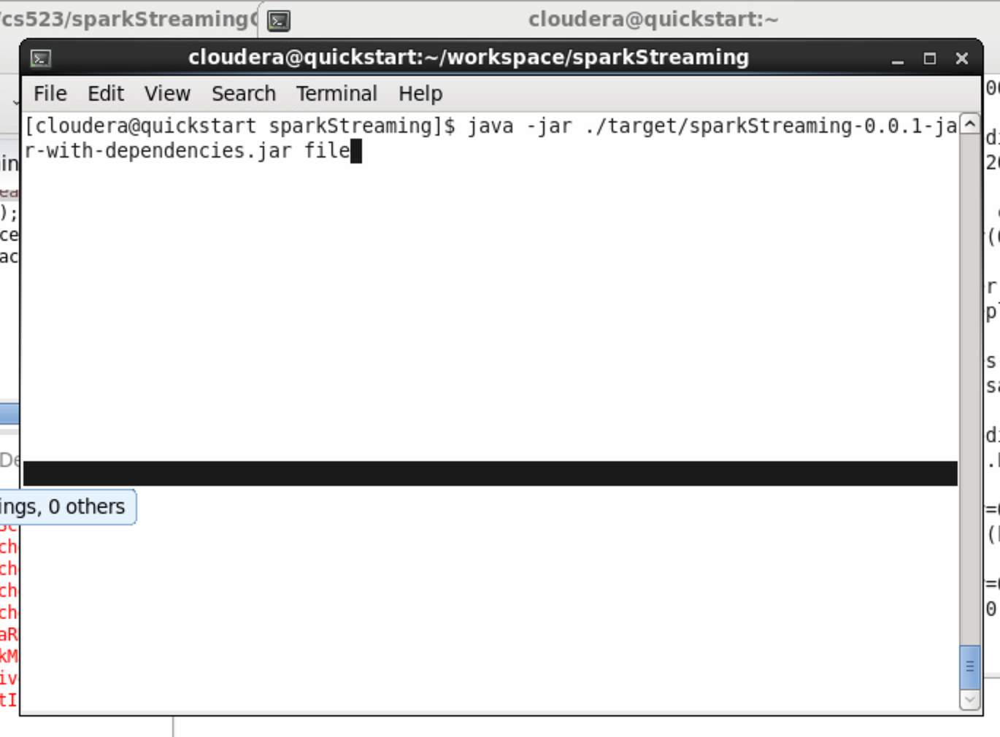 /cs523/sparkStreaming
cloudera@quickstart:~
cloudera@quickstart:~/workspace/sparkStreaming
File Edit View Search Terminal Help
[cloudera@quickstart sparkStreaming]$ java -jar ./target/sparkStreaming-0.0.1-ja
r-with-dependencies.jar file
ings, 0 others